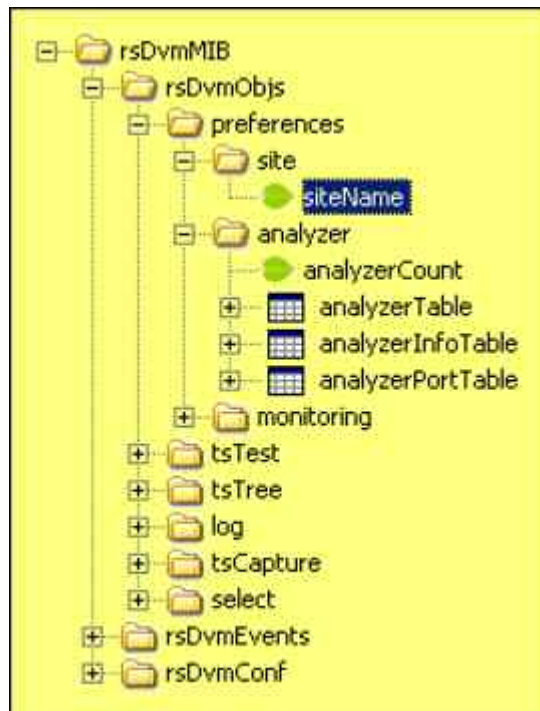 rsDvmMIB
rsDvmObjs
preferences
site
siteName
analyzer
analyzerCount
analyzerTable
analyzerInfoTable
analyzerPortTable
monitoring
tsTest
tsTree
log
tsCapture
select
rsDvmEvents
rsDvmConf